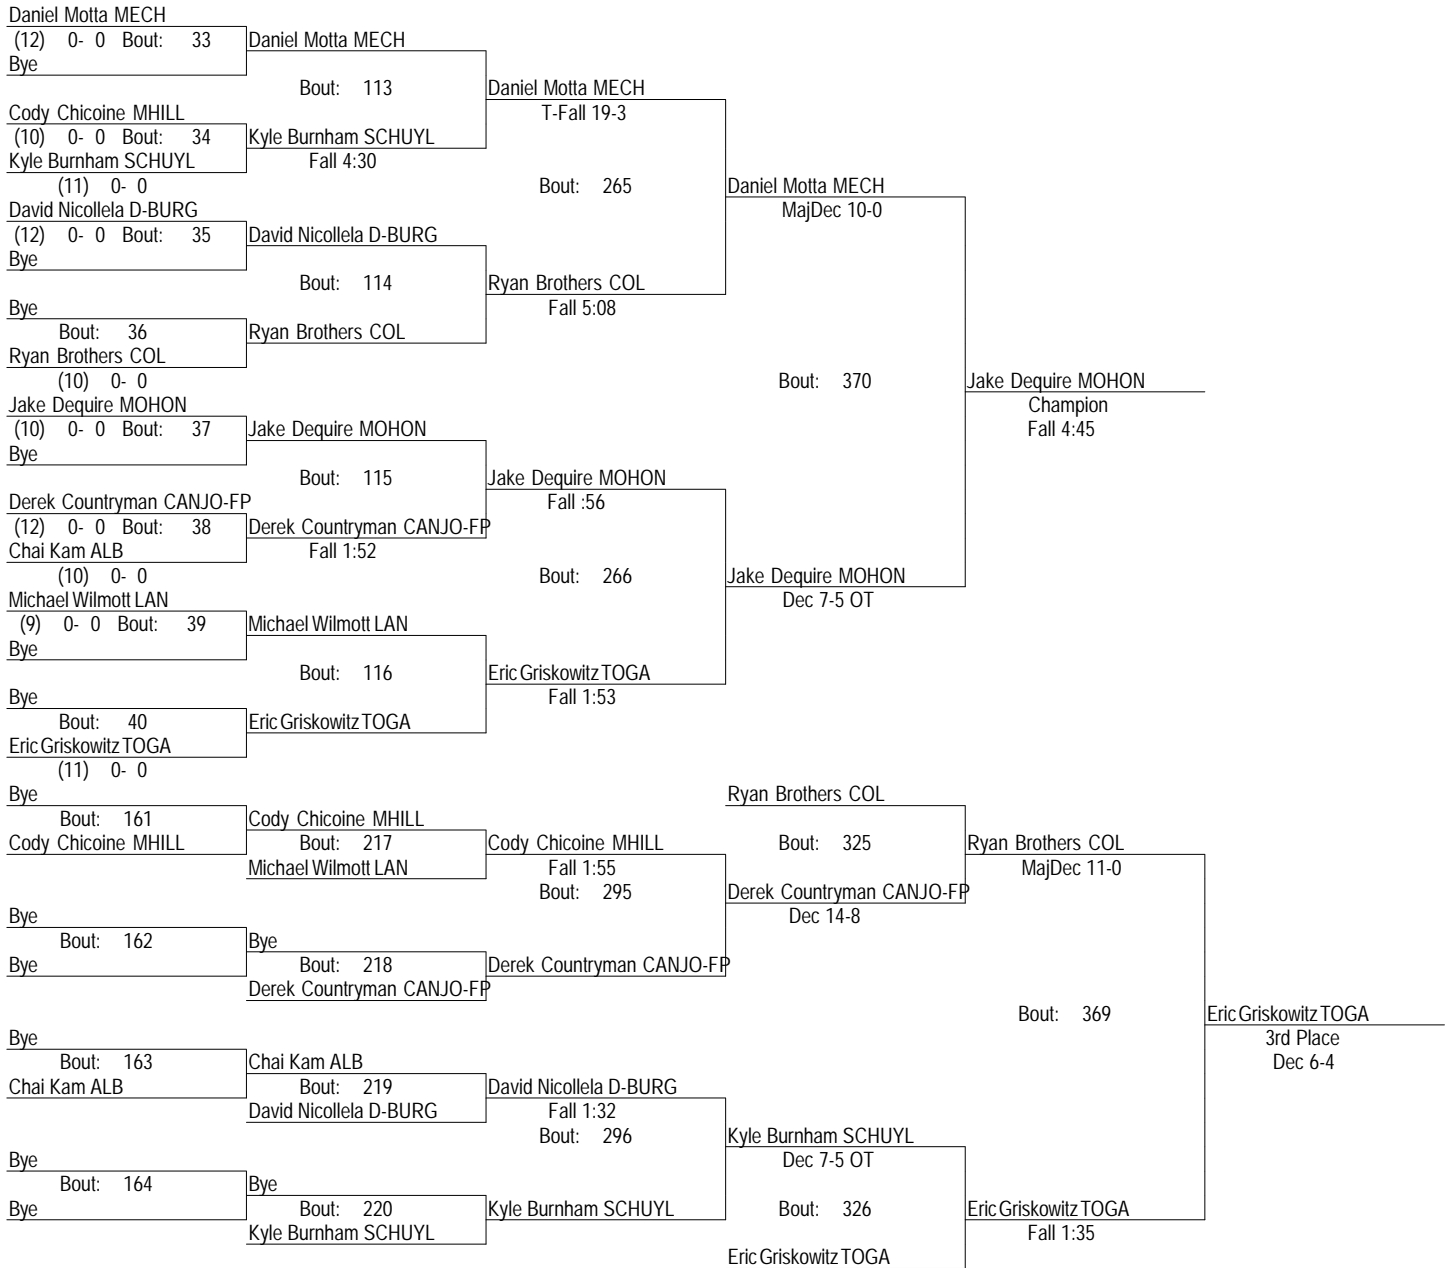 Daniel Motta MECH
(12) 0- 0 Bout: 33 Daniel Motta MECH
Bye
Bout: 113 Daniel Motta MECH
Cody Chicoine MHILL T-Fall 19-3
(10) 0- 0 Bout: 34 Kyle Burnham SCHUYL
Kyle Burnham SCHUYL Fall 4:30
(11) 0- 0 Bout: 265 Daniel Motta MECH
David Nicollela D-BURG MajDec 10-0
(12) 0- 0 Bout: 35 David Nicollela D-BURG
Bye
Bout: 114 Ryan Brothers COL
Bye Fall 5:08
Bout: 36 Ryan Brothers COL
Ryan Brothers COL
(10) 0- 0 Bout: 370 Jake Dequire MOHON
Jake Dequire MOHON Champion
(10) 0- 0 Bout: 37 Jake Dequire MOHON Fall 4:45
Bye
Bout: 115 Jake Dequire MOHON
Derek Countryman CANJO-FP Fall :56
(12) 0- 0 Bout: 38 Derek Countryman CANJO-FP
Chai Kam ALB Fall 1:52
(10) 0- 0 Bout: 266 Jake Dequire MOHON
Michael Wilmott LAN Dec 7-5 OT
(9) 0- 0 Bout: 39 Michael Wilmott LAN
Bye
Bout: 116 Eric Griskowitz TOGA
Bye Fall 1:53
Bout: 40 Eric Griskowitz TOGA
Eric Griskowitz TOGA
(11) 0- 0
Bye Ryan Brothers COL
Bout: 161 Cody Chicoine MHILL
Cody Chicoine MHILL Bout: 217 Cody Chicoine MHILL Bout: 325 Ryan Brothers COL
Michael Wilmott LAN Fall 1:55 MajDec 11-0
Bout: 295 Derek Countryman CANJO-FP
Bye Dec 14-8
Bout: 162 Bye
Bye Bout: 218 Derek Countryman CANJO-FP
Derek Countryman CANJO-FP
Bout: 369 Eric Griskowitz TOGA
Bye 3rd Place
Bout: 163 Chai Kam ALB Dec 6-4
Chai Kam ALB Bout: 219 David Nicollela D-BURG
David Nicollela D-BURG Fall 1:32
Bout: 296 Kyle Burnham SCHUYL
Bye Dec 7-5 OT
Bout: 164 Bye
Bye Bout: 220 Kyle Burnham SCHUYL Bout: 326 Eric Griskowitz TOGA
Kyle Burnham SCHUYL Fall 1:35
Eric Griskowitz TOGA